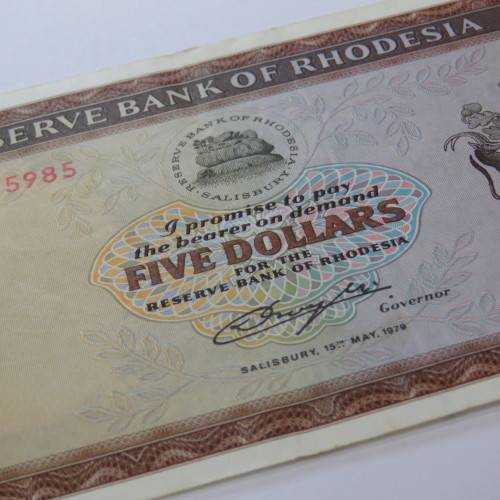 SERVE BANK OF RHODESIA
5985
RESERVE BANK OF RHODESIA
· SALISBURY ·
I promise to pay
the bearer on demand
FIVE DOLLARS
FOR THE
RESERVE BANK OF RHODESIA
Governor
SALISBURY, 15TH MAY, 1979